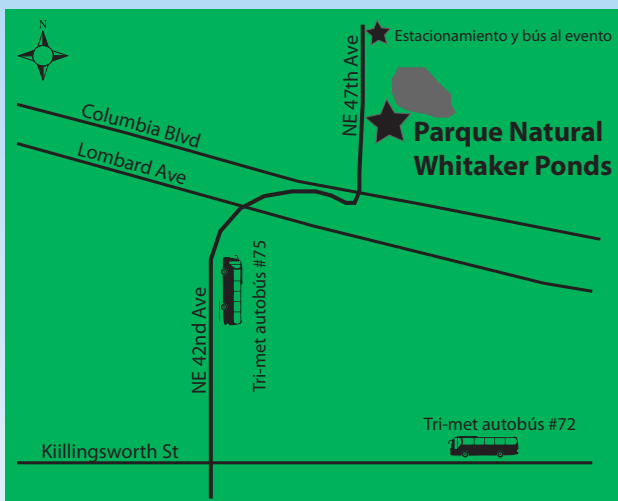 N
Estacionamiento y bús al evento
NE 47th Ave
Columbia Blvd
Parque Natural
Whitaker Ponds
Lombard Ave
Tri-met autobús #75
NE 42nd Ave
Tri-met autobús #72
Kiillingsworth St